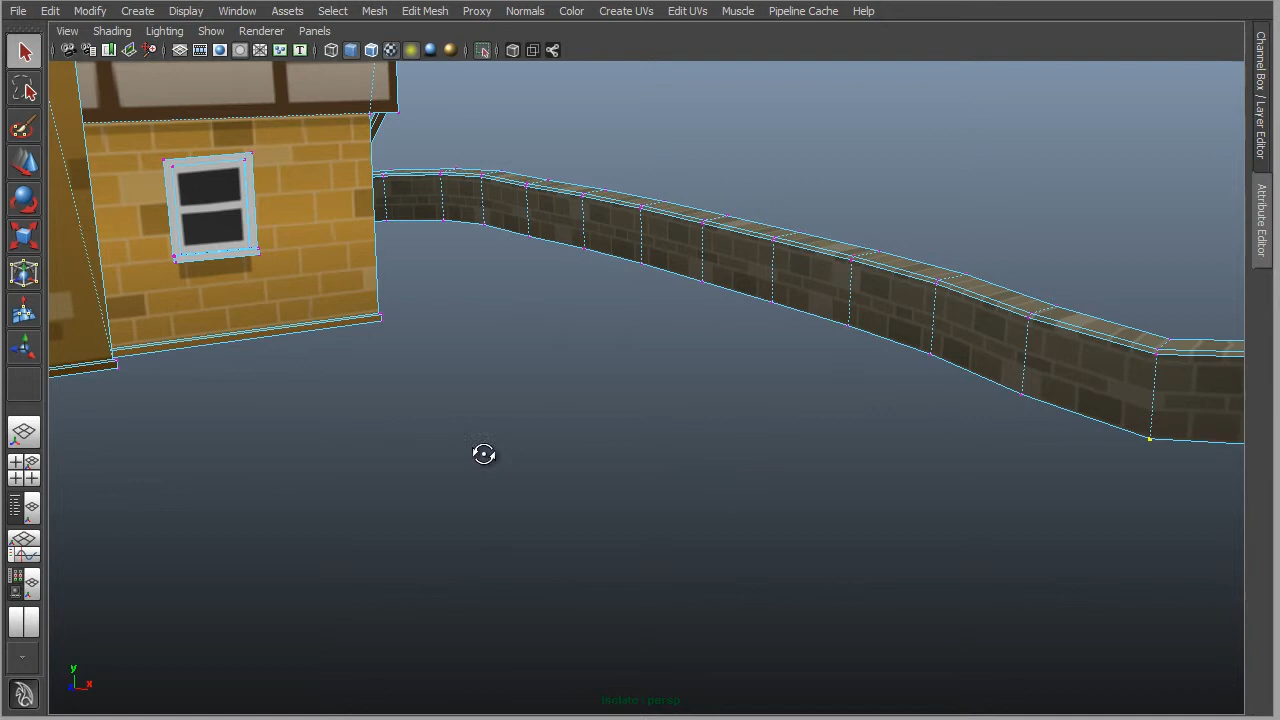 File Edit Modify Create Display Window Assets Select Mesh Edit Mesh Proxy Normals Color Create UVs Edit UVs Muscle Pipeline Cache Help
View Shading Lighting Show Renderer Panels
T
Channel Box / Layer Editor
Attribute Editor
y
x
Isolate : persp